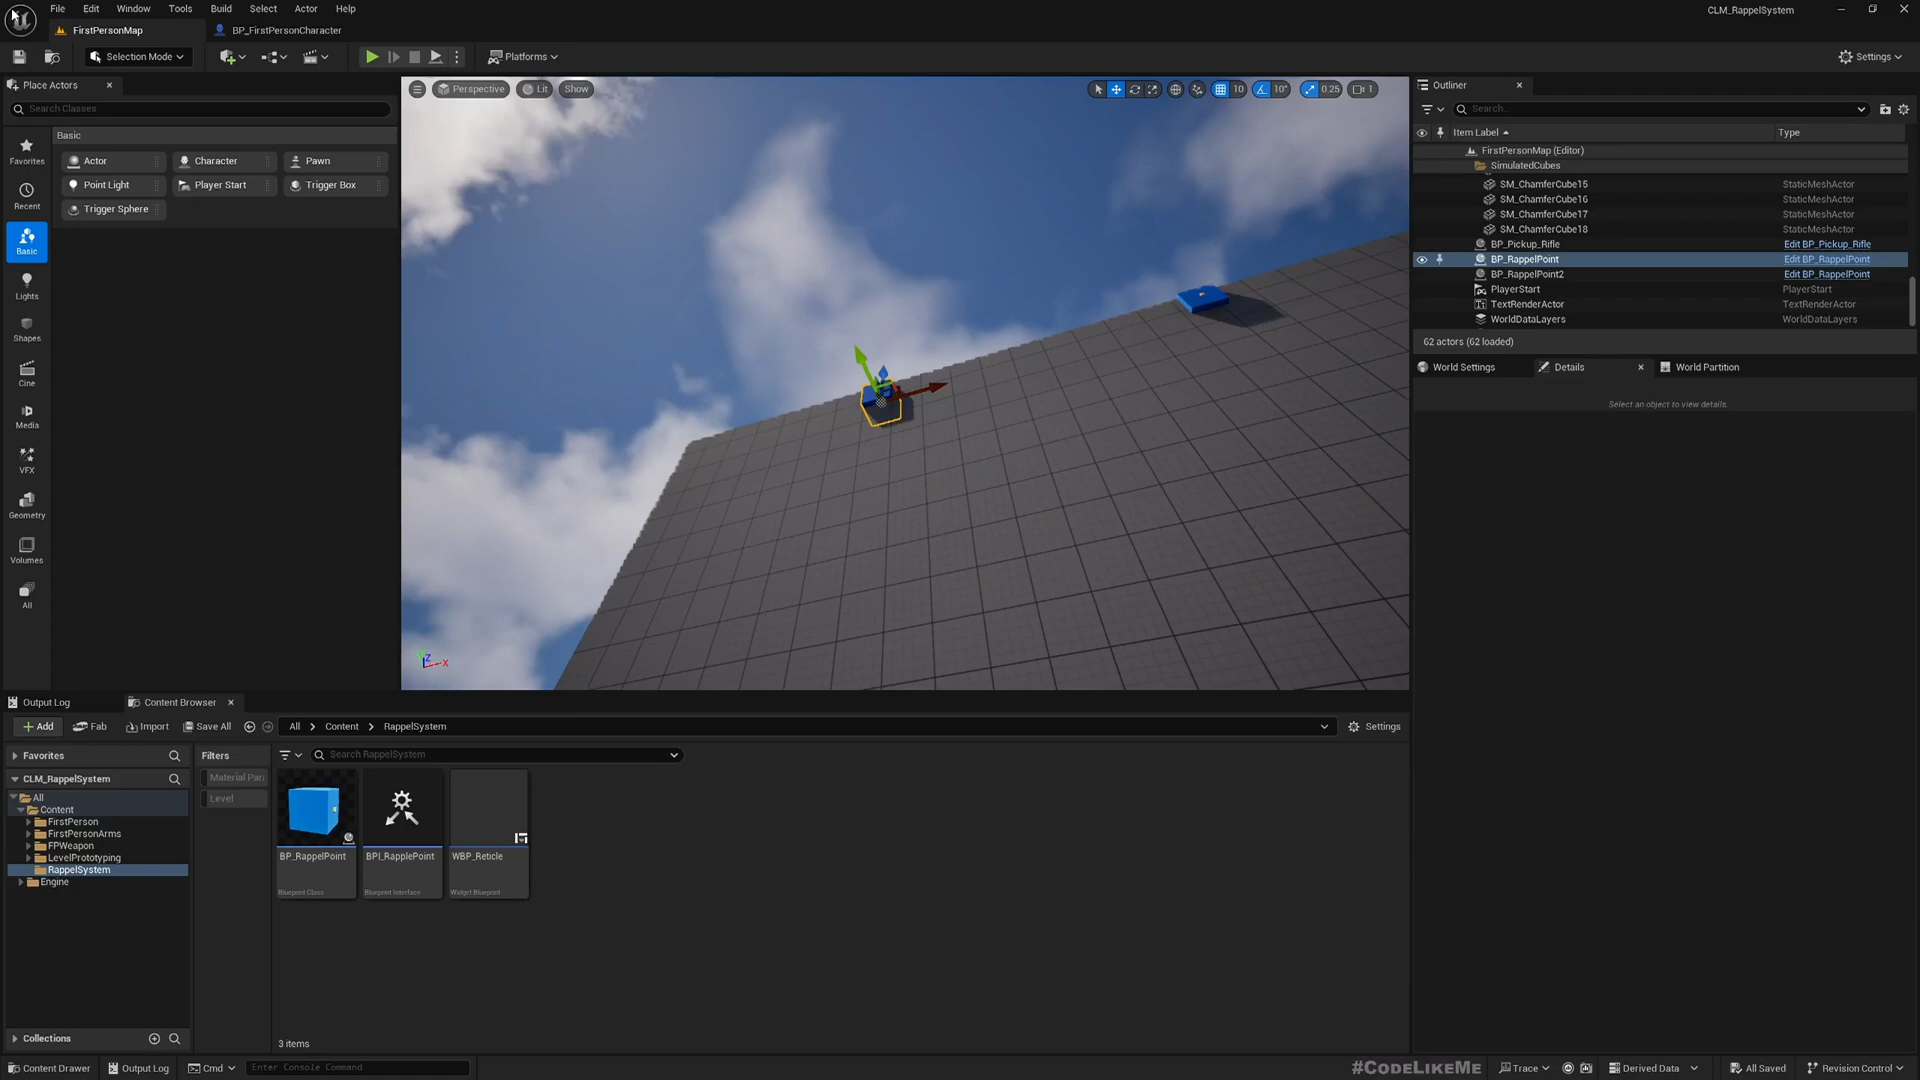 File Edit Window Tools Build Select Actor Help
CLM_RappelSystem
FirstPersonMap
BP_FirstPersonCharacter
Selection Mode
Platforms
Settings
Place Actors
Search Classes
Basic
Actor Character Pawn
Point Light Player Start Trigger Box
Trigger Sphere
Favorites
Recent
Basic
Lights
Shapes
Cine
Media
VFX
Geometry
Volumes
All
Perspective Lit Show
10 10° 0.25 1
Z X
Outliner
Search...
Item Label Type
FirstPersonMap (Editor)
SimulatedCubes
SM_ChamferCube15 StaticMeshActor
SM_ChamferCube16 StaticMeshActor
SM_ChamferCube17 StaticMeshActor
SM_ChamferCube18 StaticMeshActor
BP_Pickup_Rifle Edit BP_Pickup_Rifle
BP_RappelPoint Edit BP_RappelPoint
BP_RappelPoint2 Edit BP_RappelPoint
PlayerStart PlayerStart
TextRenderActor TextRenderActor
WorldDataLayers WorldDataLayers
62 actors (62 loaded)
World Settings Details World Partition
Select an object to view details.
Output Log Content Browser
Add Fab Import Save All All Content RappelSystem Settings
Favorites
CLM_RappelSystem
All
Content
FirstPerson
FirstPersonArms
FPWeapon
LevelPrototyping
RappelSystem
Engine
Collections
Filters
Material Par
Level
Search RappelSystem
BP_RappelPoint
Blueprint Class
BPI_RapplePoint
Blueprint Interface
WBP_Reticle
Widget Blueprint
3 items
Content Drawer Output Log Cmd Enter Console Command
#CodeLikeMe
Trace Derived Data All Saved Revision Control